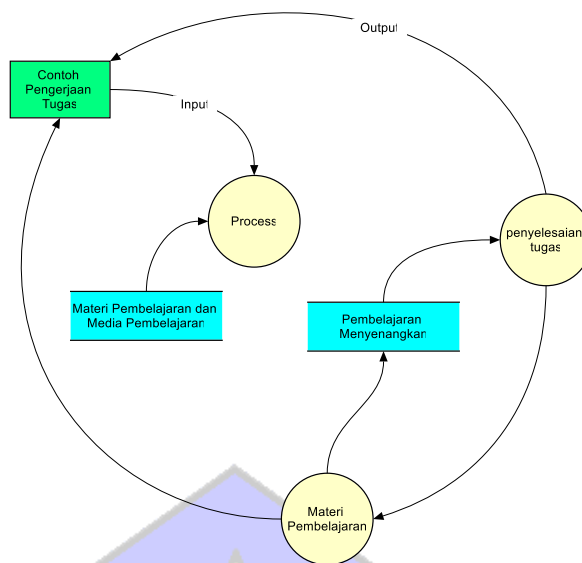 Output
Contoh
Pengerjaan
Tugas
Input
Process
penyelesaian
tugas
Materi Pembelajaran dan
Media Pembelajaran
Pembelajaran
Menyenangkan
Materi
Pembelajaran